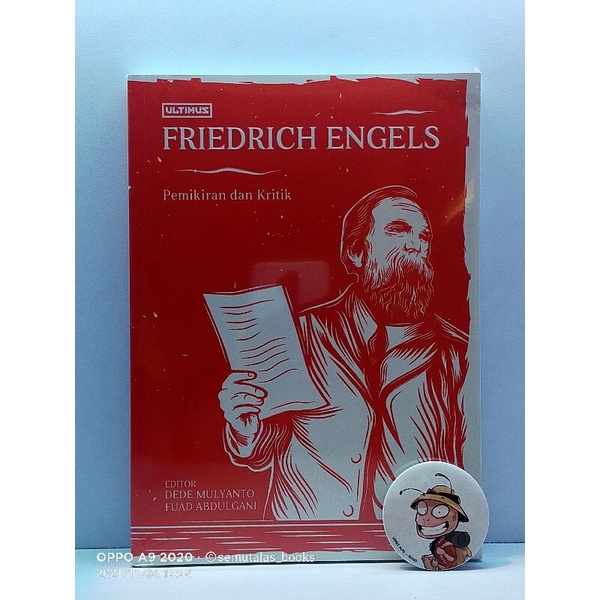 ULTIMUS
FRIEDRICH ENGELS
Pemikiran dan Kritik
EDITOR
DEDE MULYANTO
FUAD ABDULGANI
OPPO A9 2020 · ©semutalas_books